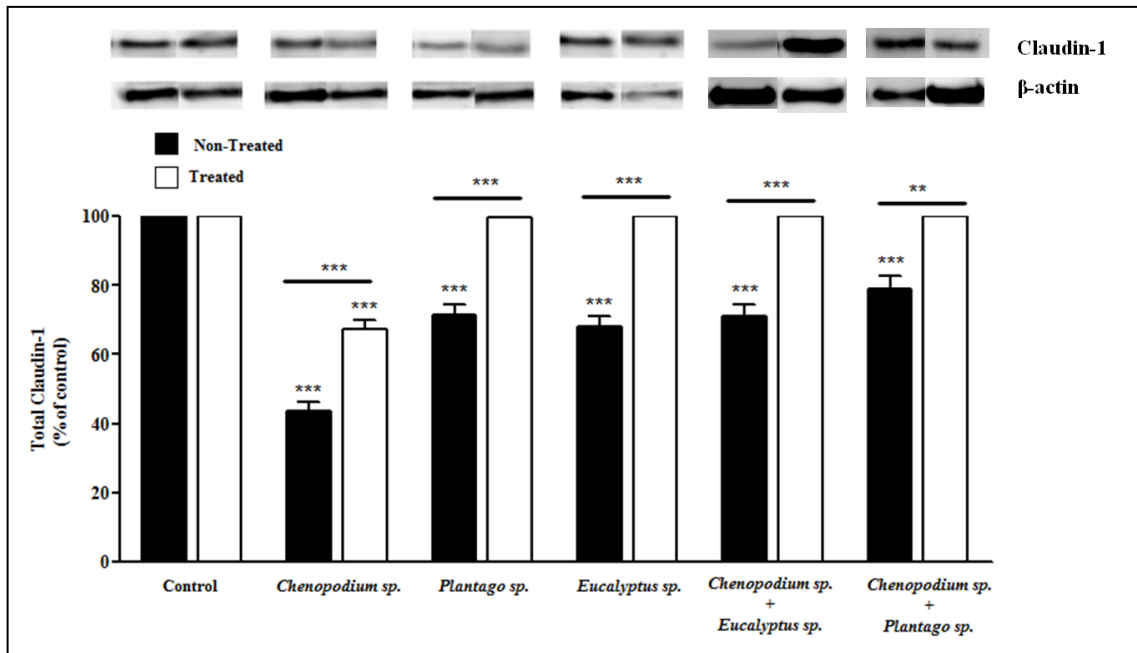 Claudin-1
β-actin
Non-Treated
Treated
*** *** *** **
***
*** *** *** *** ***
***
Total Claudin-1
(% of control)
100
80
60
40
20
0
Control
Chenopodium sp.
Plantago sp.
Eucalyptus sp.
Chenopodium sp.
+
Eucalyptus sp.
Chenopodium sp.
+
Plantago sp.